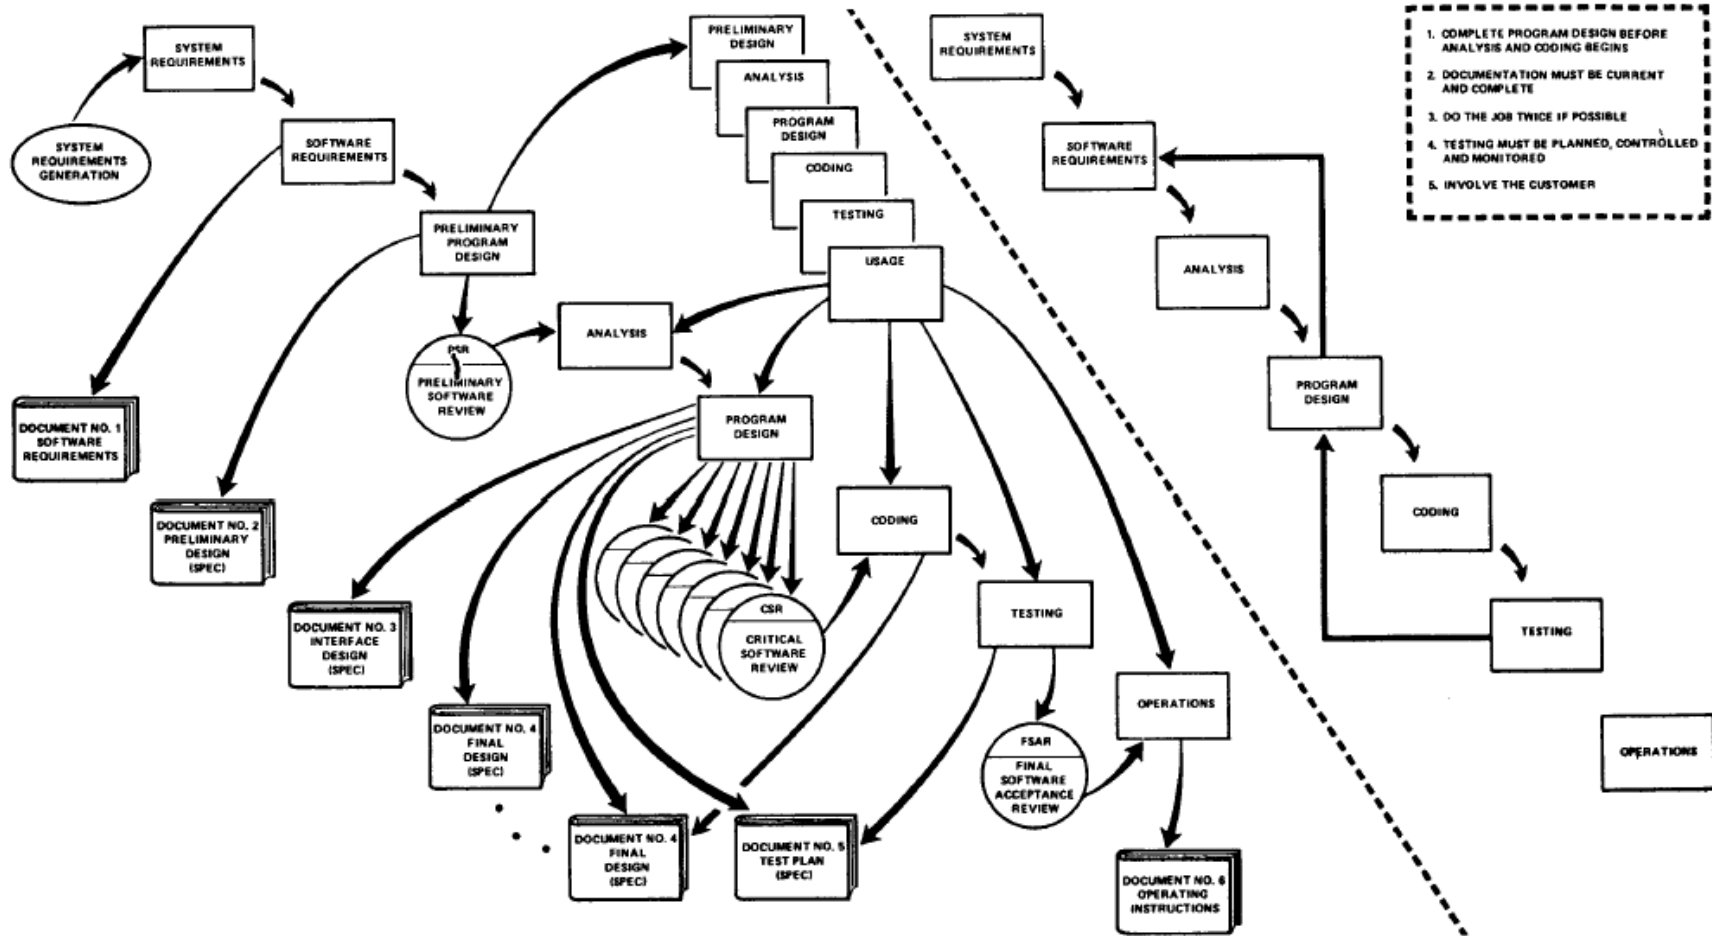 SYSTEM
REQUIREMENTS
SYSTEM
REQUIREMENTS
GENERATION
SOFTWARE
REQUIREMENTS
PRELIMINARY
PROGRAM
DESIGN
PRELIMINARY
DESIGN
ANALYSIS
PROGRAM
DESIGN
CODING
TESTING
USAGE
PSR
PRELIMINARY
SOFTWARE
REVIEW
ANALYSIS
PROGRAM
DESIGN
CSR
CRITICAL
SOFTWARE
REVIEW
CODING
TESTING
FSAR
FINAL
SOFTWARE
ACCEPTANCE
REVIEW
OPERATIONS
DOCUMENT NO. 1
SOFTWARE
REQUIREMENTS
DOCUMENT NO. 2
PRELIMINARY
DESIGN
(SPEC)
DOCUMENT NO. 3
INTERFACE
DESIGN
(SPEC)
DOCUMENT NO. 4
FINAL
DESIGN
(SPEC)
DOCUMENT NO. 4
FINAL
DESIGN
(SPEC)
DOCUMENT NO. 5
TEST PLAN
(SPEC)
DOCUMENT NO. 6
OPERATING
INSTRUCTIONS
SYSTEM
REQUIREMENTS
SOFTWARE
REQUIREMENTS
ANALYSIS
PROGRAM
DESIGN
CODING
TESTING
OPERATIONS
1. COMPLETE PROGRAM DESIGN BEFORE
ANALYSIS AND CODING BEGINS
2. DOCUMENTATION MUST BE CURRENT
AND COMPLETE
3. DO THE JOB TWICE IF POSSIBLE
4. TESTING MUST BE PLANNED, CONTROLLED
AND MONITORED
5. INVOLVE THE CUSTOMER